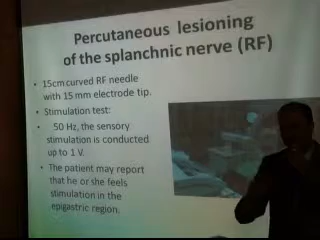 Percutaneous lesioning
of the splanchnic nerve (RF)
• 15cm curved RF needle
with 15 mm electrode tip.
• Stimulation test:
• 50 Hz, the sensory
stimulation is conducted
up to 1 V.
• The patient may report
that he or she feels
stimulation in the
epigastric region.